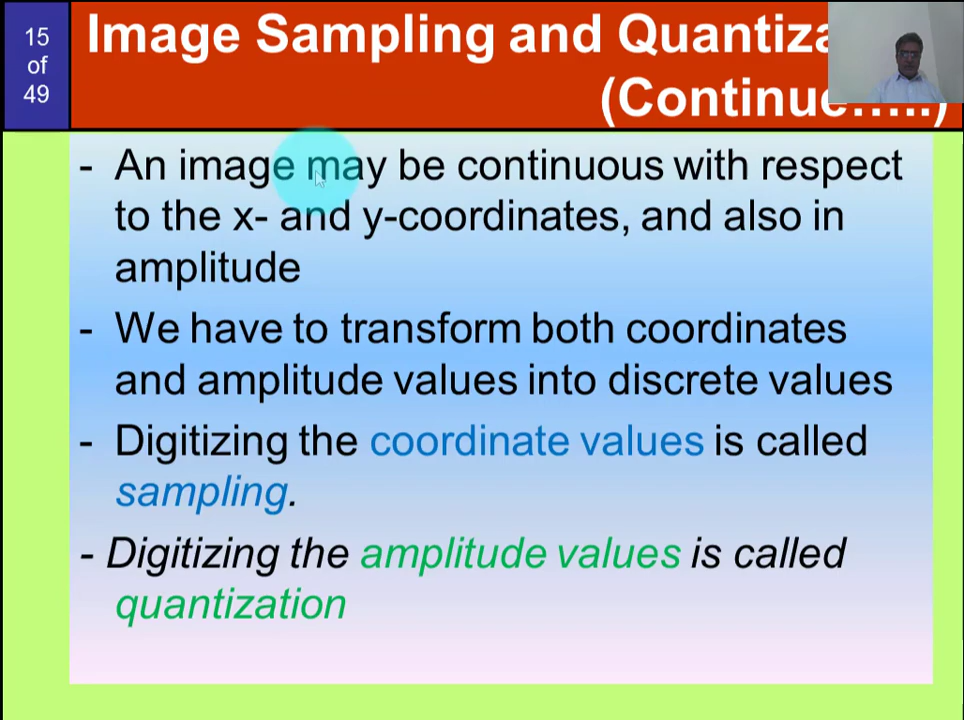 15
of
49
Image Sampling and
(Continue…..)
- An image may be continuous with respect
to the x- and y-coordinates, and also in
amplitude
- We have to transform both coordinates
and amplitude values into discrete values
- Digitizing the coordinate values is called
sampling.
- Digitizing the amplitude values is called
quantization